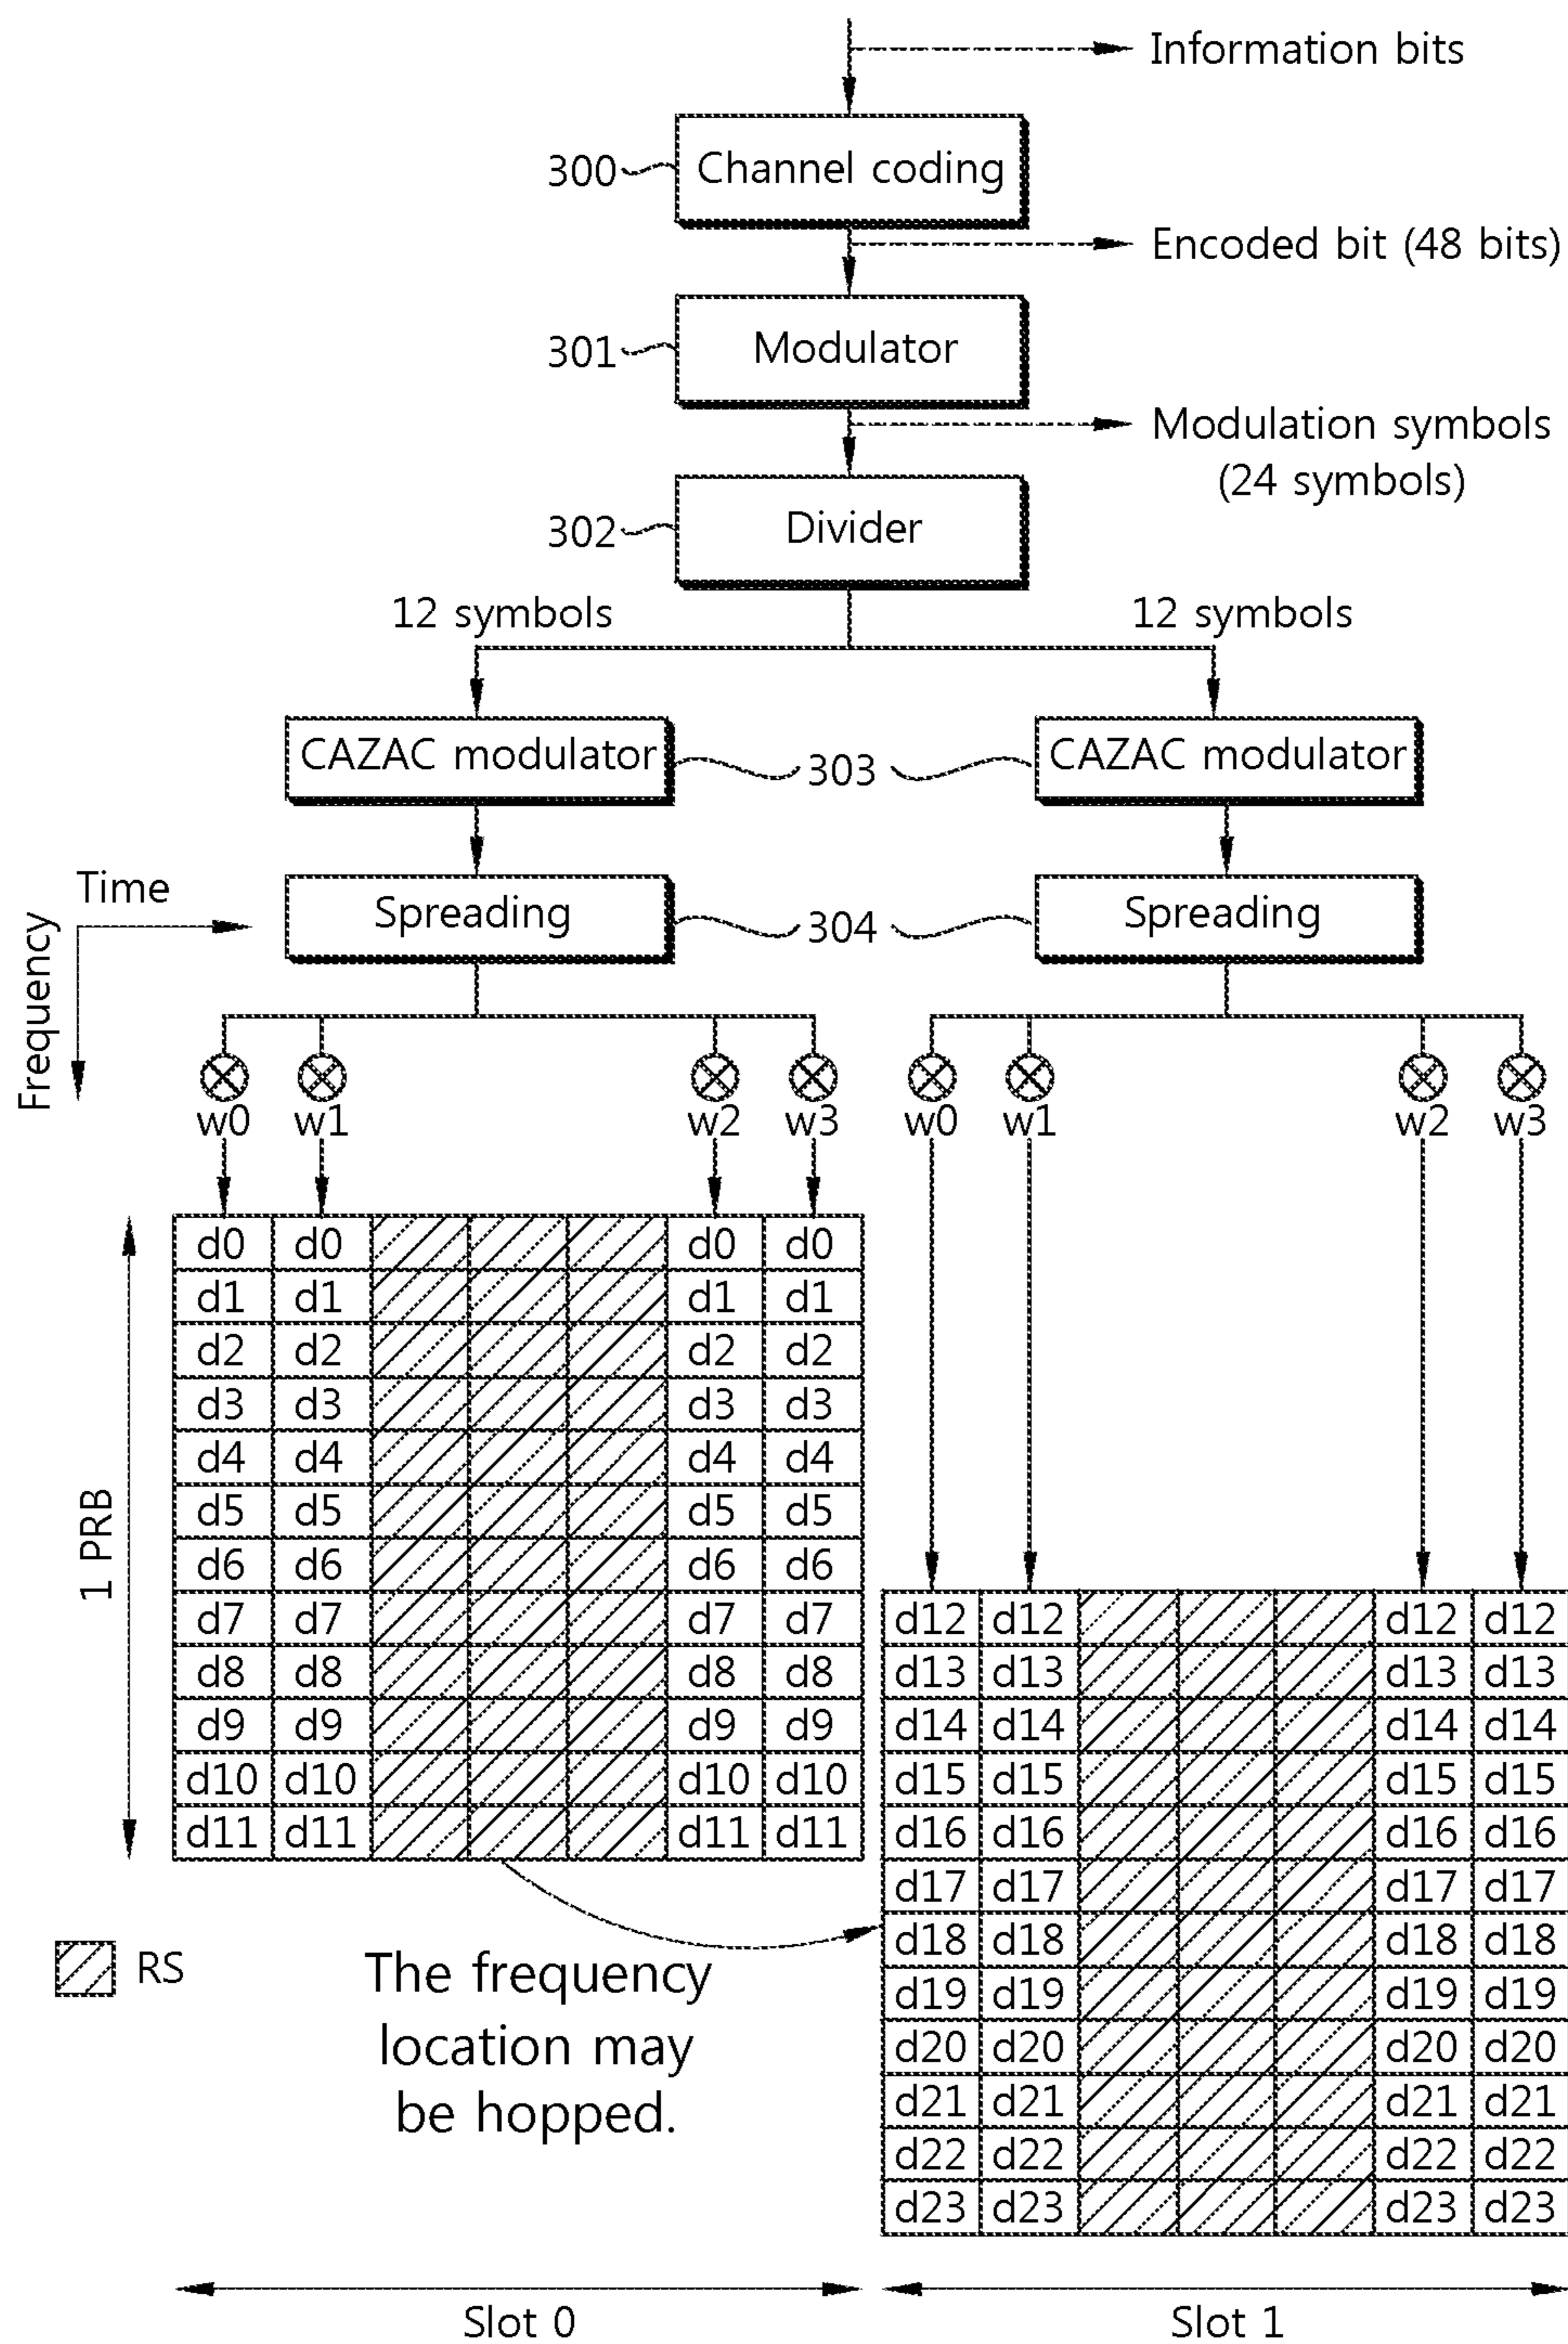 Information bits
300
Channel coding
Encoded bit (48 bits)
301
Modulator
Modulation symbols
(24 symbols)
302
Divider
12 symbols
12 symbols
CAZAC modulator
303
CAZAC modulator
Time
Frequency
Spreading
304
Spreading
w0 w1 w2 w3 w0 w1 w2 w3
1 PRB
d0 d0 d0 d0
d1 d1 d1 d1
d2 d2 d2 d2
d3 d3 d3 d3
d4 d4 d4 d4
d5 d5 d5 d5
d6 d6 d6 d6
d7 d7 d7 d7
d8 d8 d8 d8
d9 d9 d9 d9
d10 d10 d10 d10
d11 d11 d11 d11
d12 d12 d12 d12
d13 d13 d13 d13
d14 d14 d14 d14
d15 d15 d15 d15
d16 d16 d16 d16
d17 d17 d17 d17
d18 d18 d18 d18
d19 d19 d19 d19
d20 d20 d20 d20
d21 d21 d21 d21
d22 d22 d22 d22
d23 d23 d23 d23
RS
The frequency
location may
be hopped.
Slot 0
Slot 1